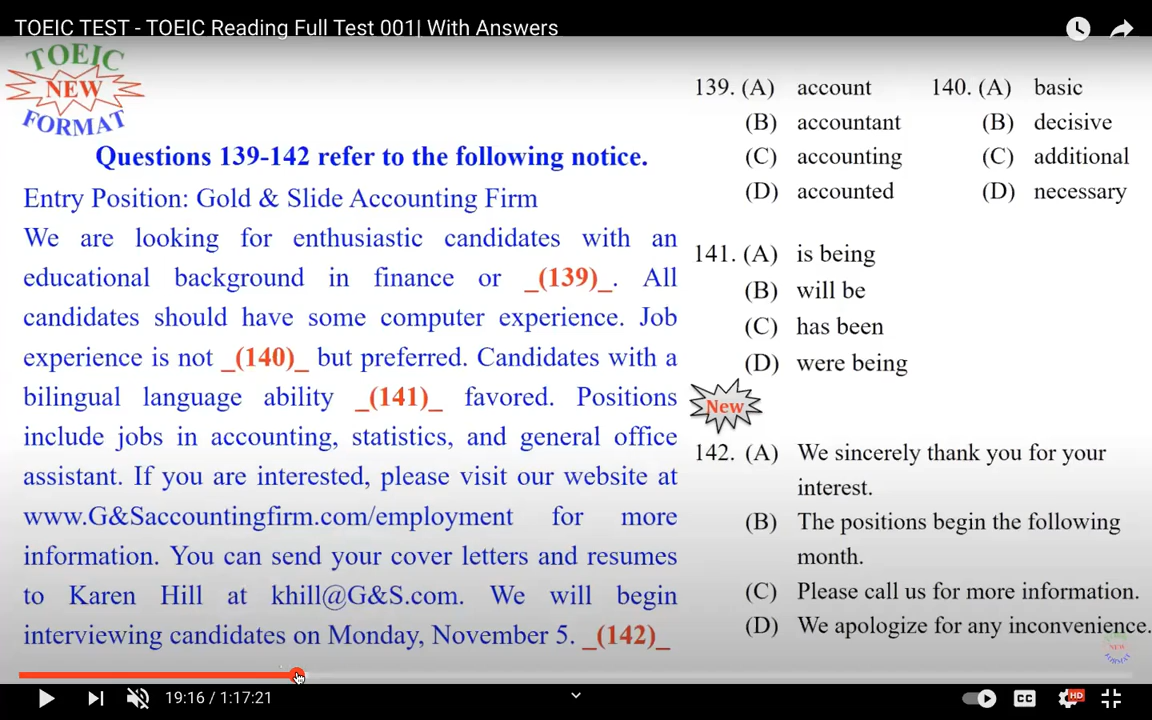 TOEIC TEST - TOEIC Reading Full Test 001| With Answers
TOEIC
NEW
FORMAT
Questions 139-142 refer to the following notice.
Entry Position: Gold & Slide Accounting Firm
We are looking for enthusiastic candidates with an
educational background in finance or _(139)_. All
candidates should have some computer experience. Job
experience is not _(140)_ but preferred. Candidates with a
bilingual language ability _(141)_ favored. Positions
include jobs in accounting, statistics, and general office
assistant. If you are interested, please visit our website at
www.G&Saccountingfirm.com/employment for more
information. You can send your cover letters and resumes
to Karen Hill at khill@G&S.com. We will begin
interviewing candidates on Monday, November 5. _(142)_
139. (A) account
(B) accountant
(C) accounting
(D) accounted
140. (A) basic
(B) decisive
(C) additional
(D) necessary
141. (A) is being
(B) will be
(C) has been
(D) were being
New
142. (A) We sincerely thank you for your
interest.
(B) The positions begin the following
month.
(C) Please call us for more information.
(D) We apologize for any inconvenience.
TOEIC
NEW
FORMAT
19:16 / 1:17:21
CC
HD